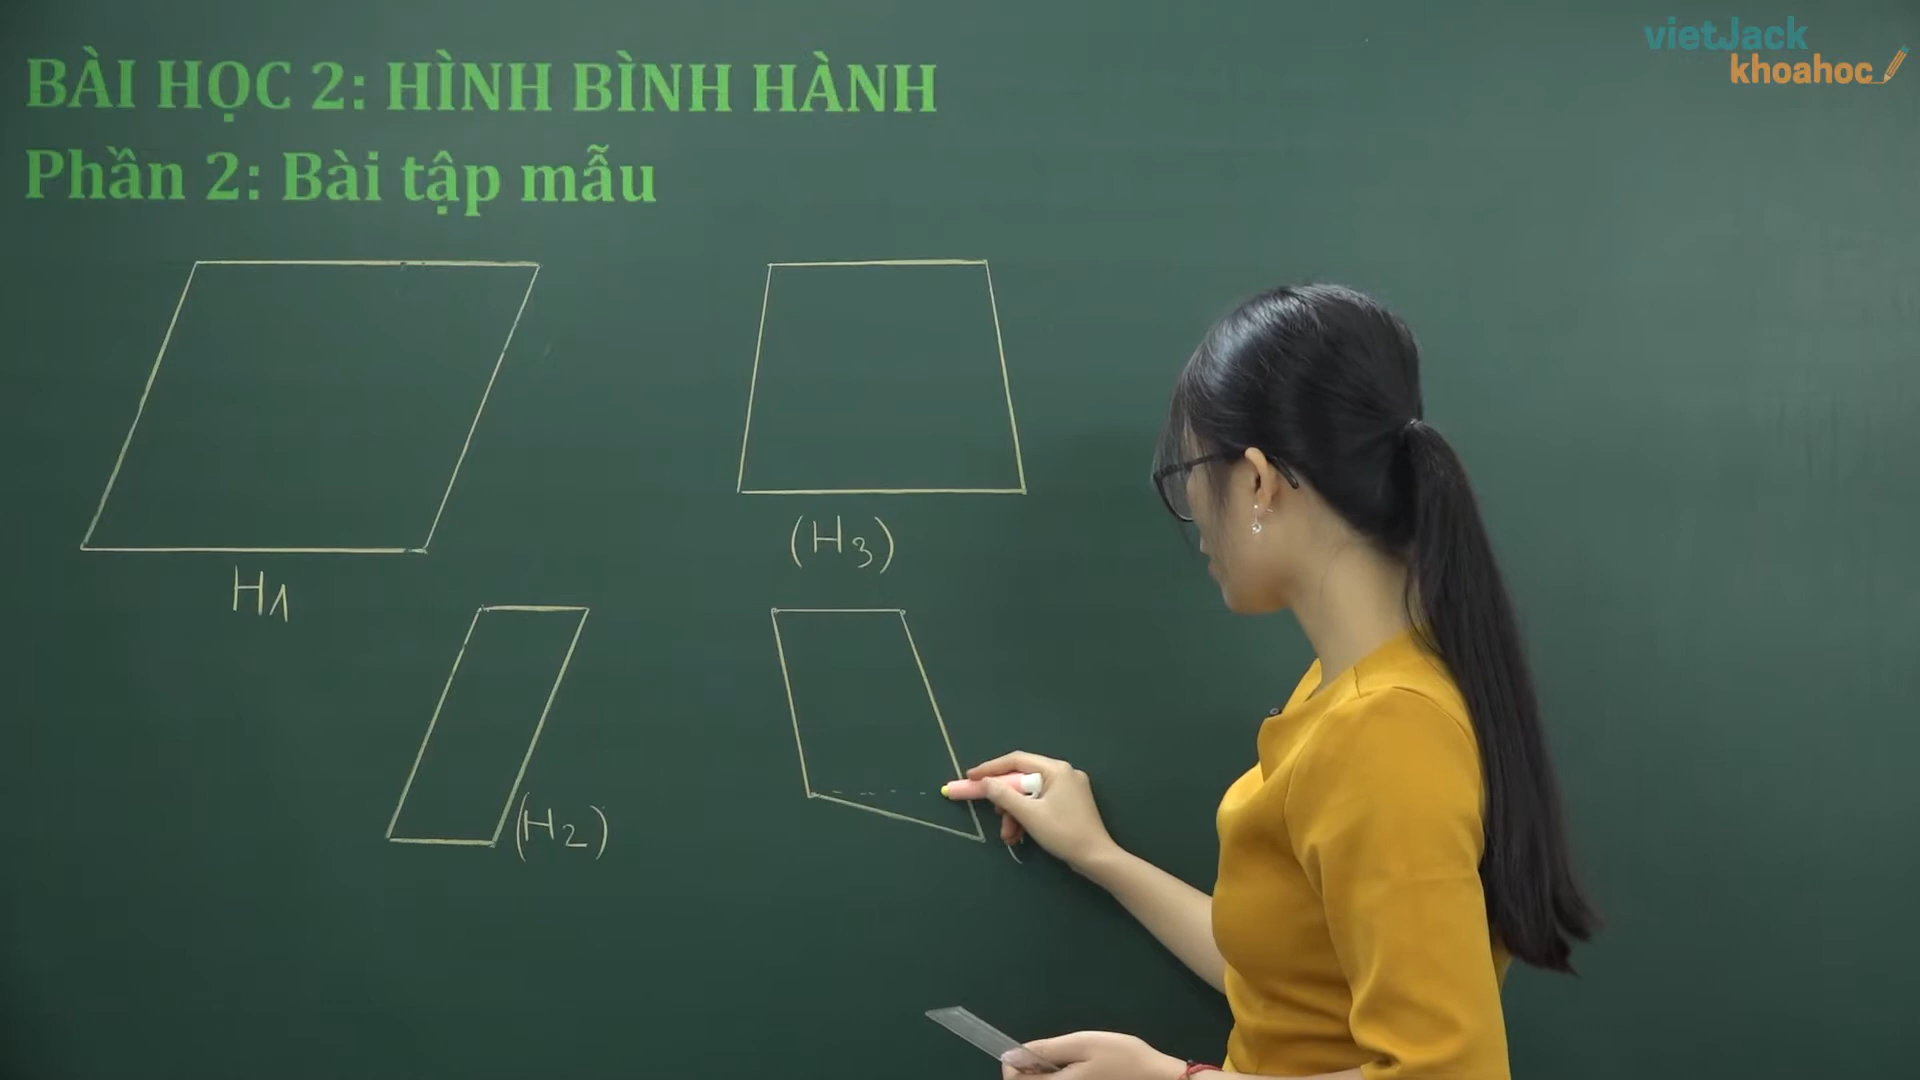 vietJack
khoahoc
BÀI HỌC 2: HÌNH BÌNH HÀNH
Phần 2: Bài tập mẫu
H1
(H3)
(H2)
(